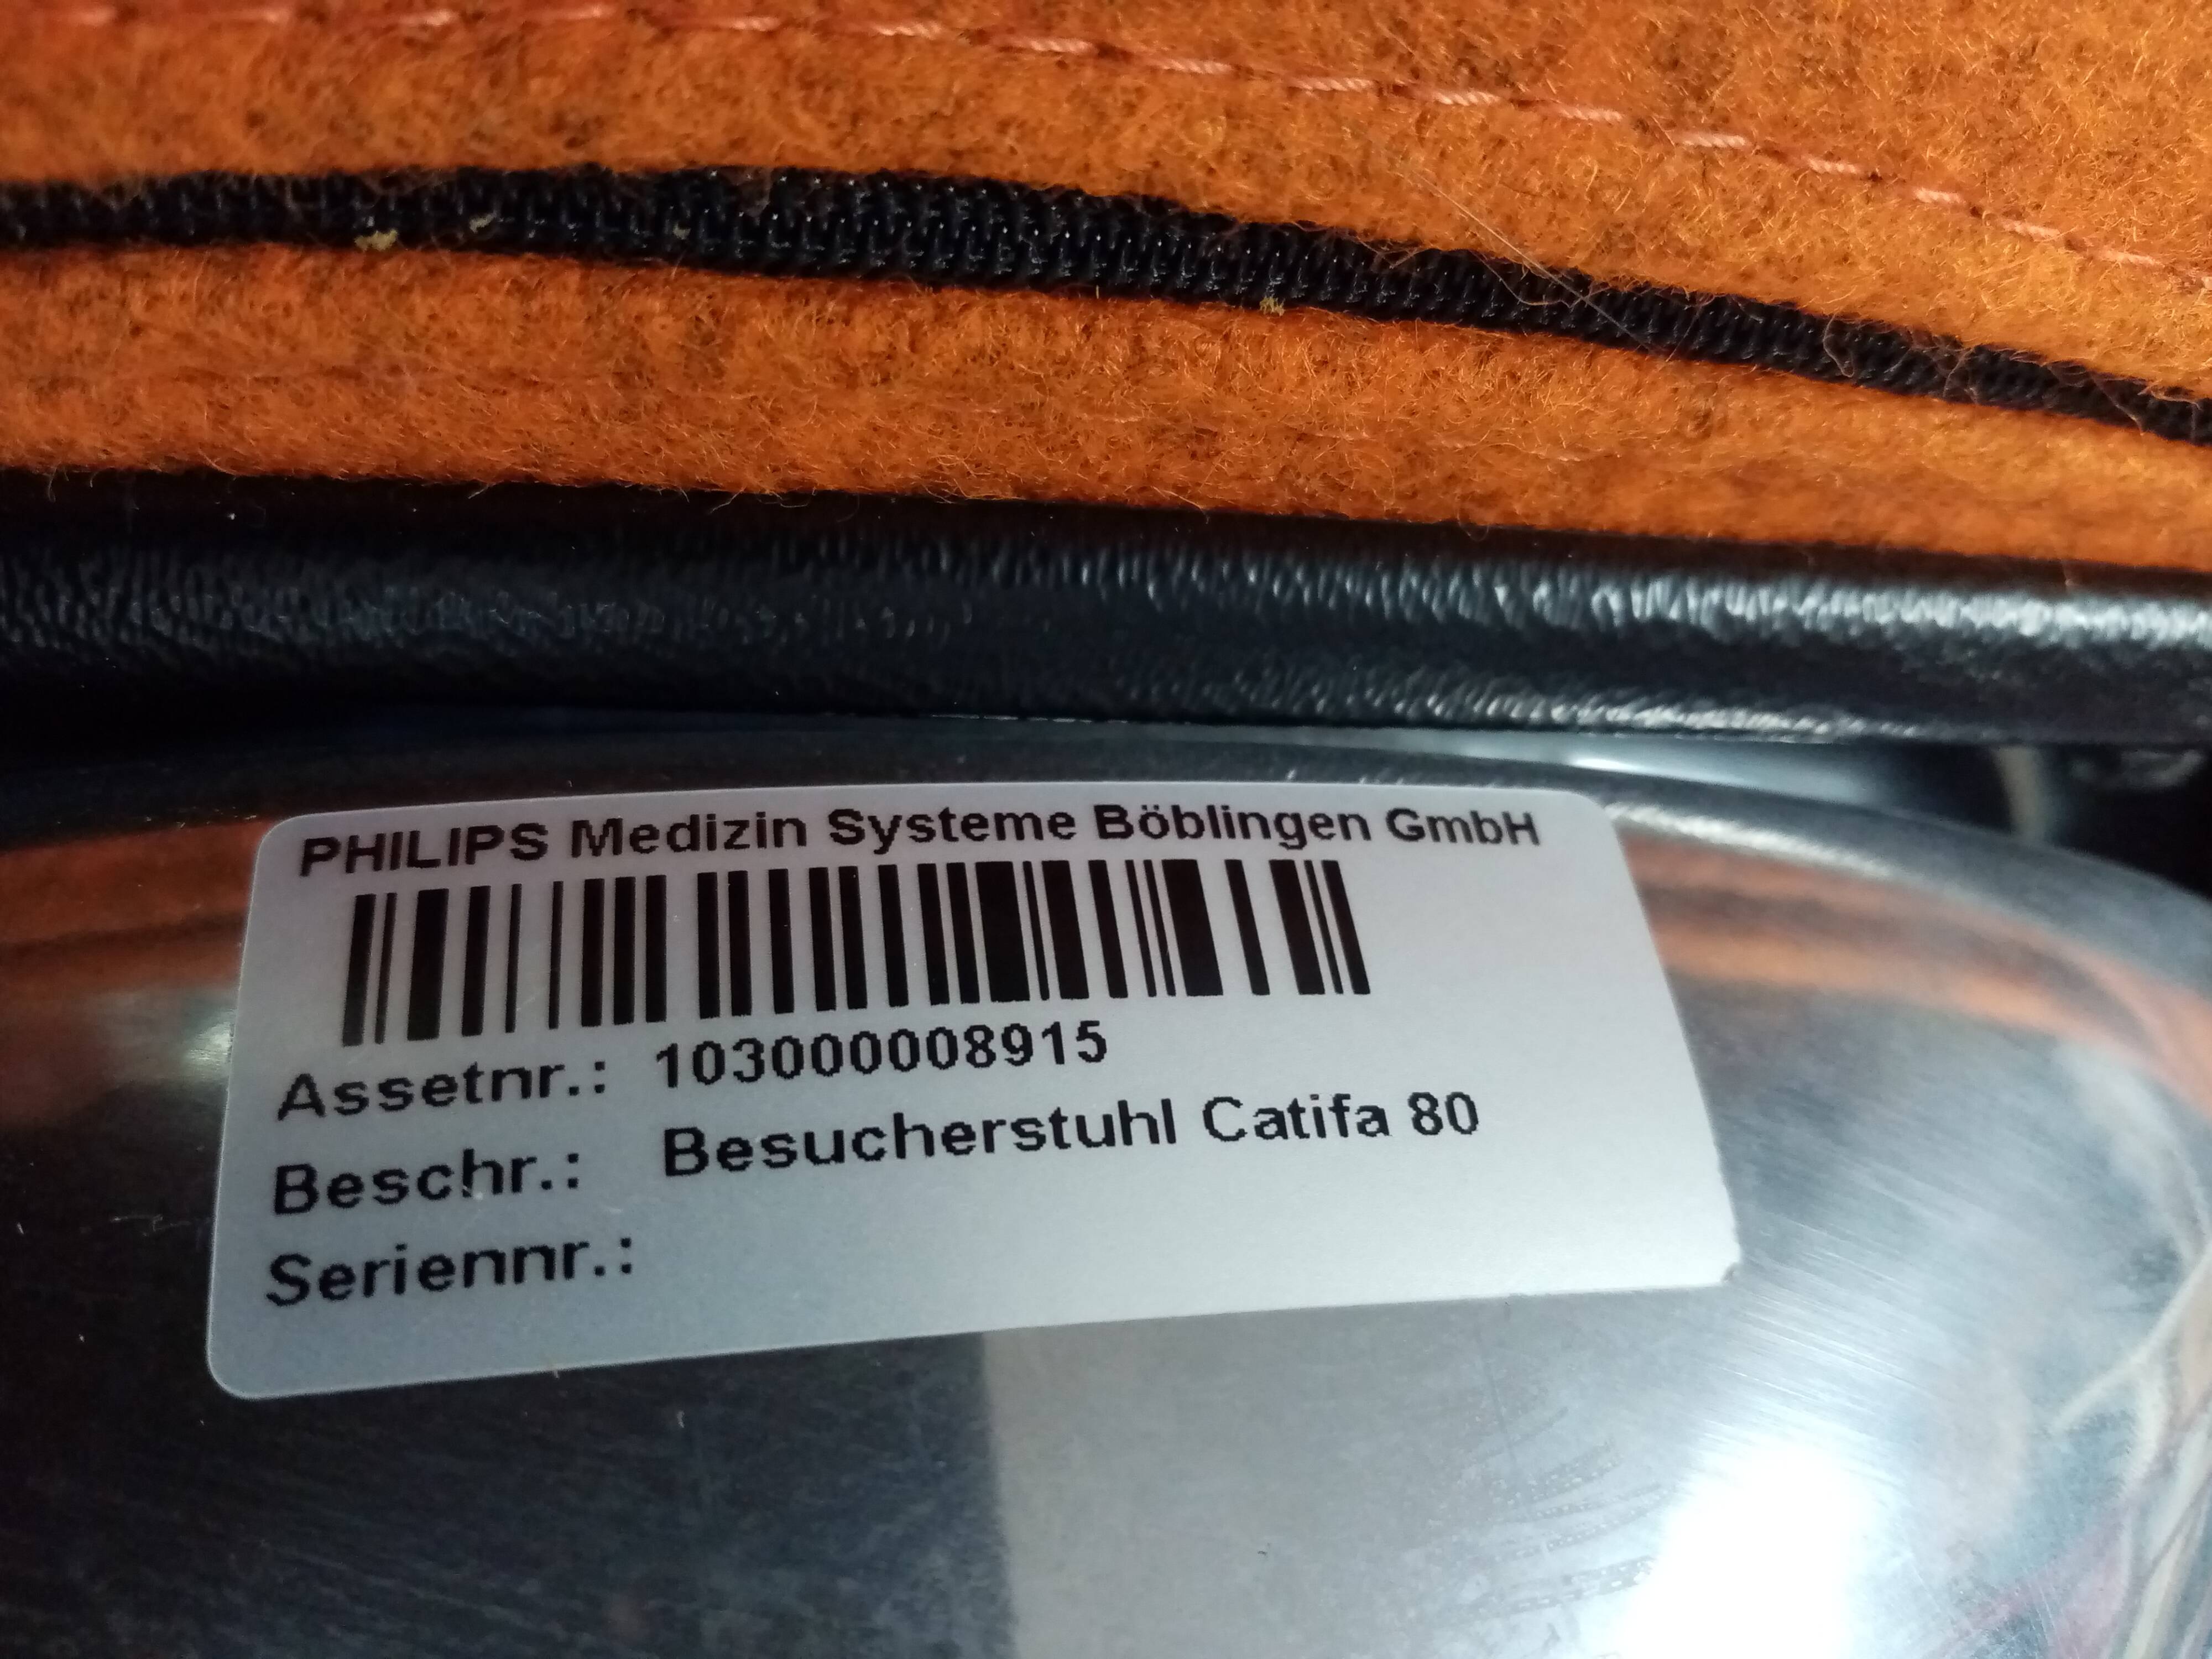 PHILIPS Medizin Systeme Böblingen GmbH
Assetnr.: 103000008915
Beschr.: Besucherstuhl Catifa 80
Seriennr.: